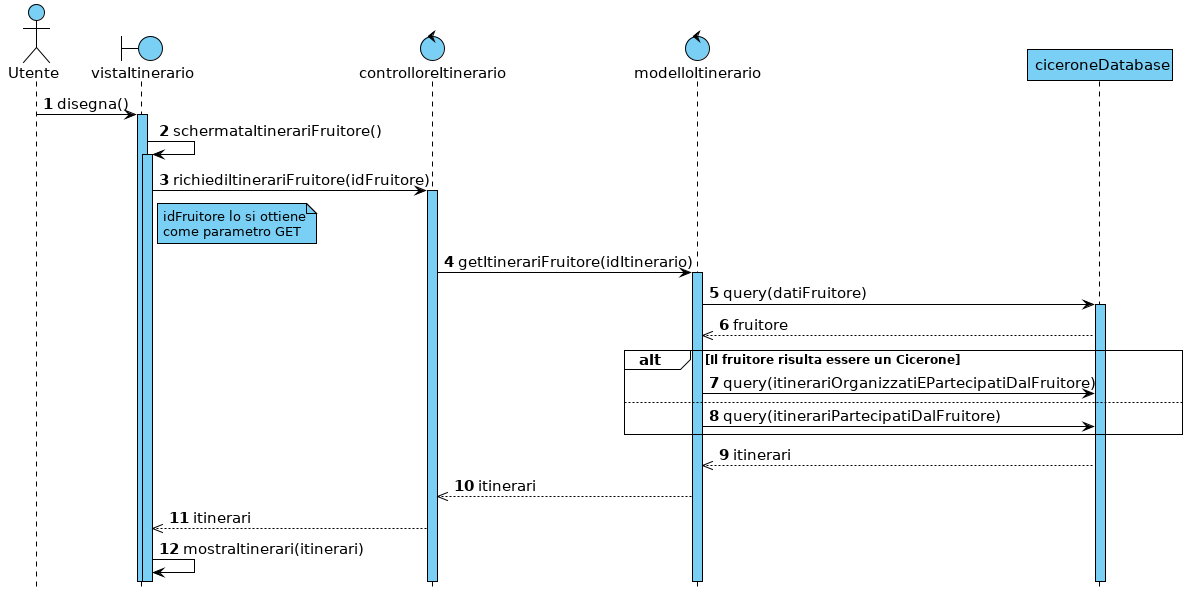 Utente
vistaItinerario
controlloreItinerario
modelloItinerario
ciceroneDatabase
1 disegna()
2 schermataItinerariFruitore()
3 richiediItinerariFruitore(idFruitore)
idFruitore lo si ottiene
come parametro GET
4 getItinerariFruitore(idItinerario)
5 query(datiFruitore)
6 fruitore
alt [Il fruitore risulta essere un Cicerone]
7 query(itinerariOrganizzatiEPartecipatiDalFruitore)
8 query(itinerariPartecipatiDalFruitore)
9 itinerari
10 itinerari
11 itinerari
12 mostraItinerari(itinerari)